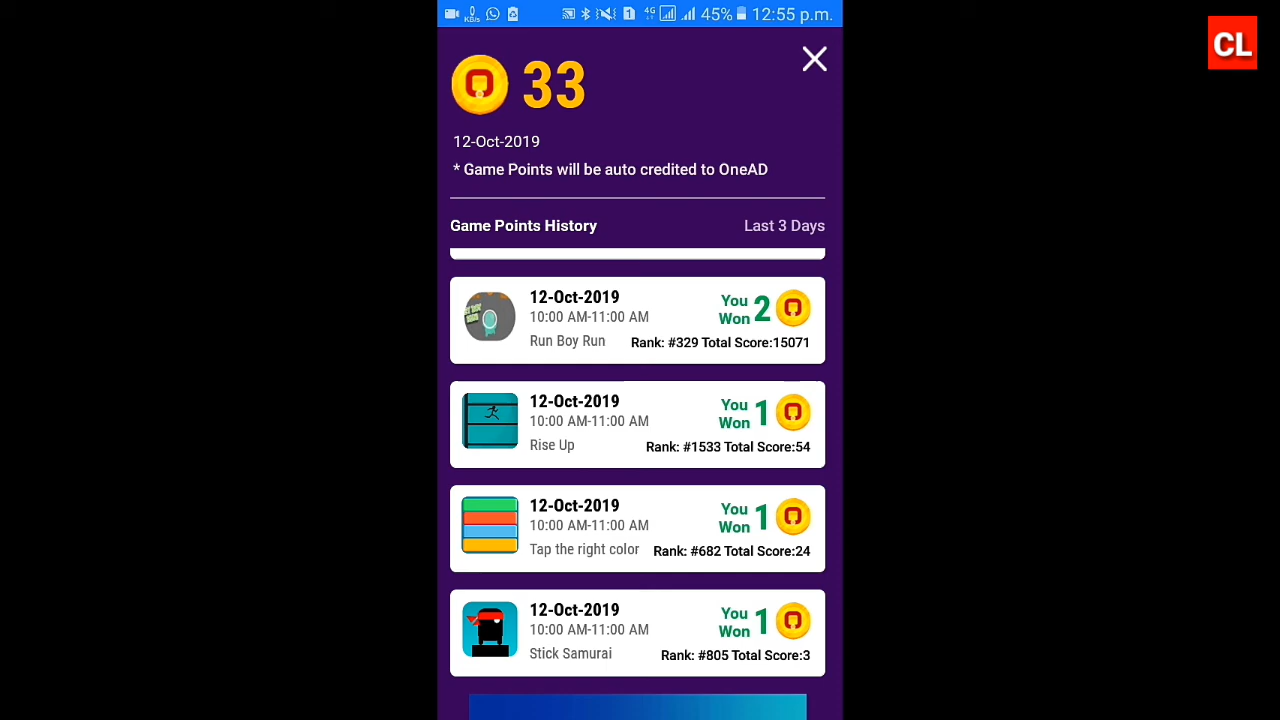 KB/s 4G 1 45% 12:55 p.m.
CL
33
12-Oct-2019
* Game Points will be auto credited to OneAD
Game Points History Last 3 Days
12-Oct-2019
10:00 AM-11:00 AM
Run Boy Run
You Won 2
Rank: #329 Total Score:15071
12-Oct-2019
10:00 AM-11:00 AM
Rise Up
You Won 1
Rank: #1533 Total Score:54
12-Oct-2019
10:00 AM-11:00 AM
Tap the right color
You Won 1
Rank: #682 Total Score:24
12-Oct-2019
10:00 AM-11:00 AM
Stick Samurai
You Won 1
Rank: #805 Total Score:3